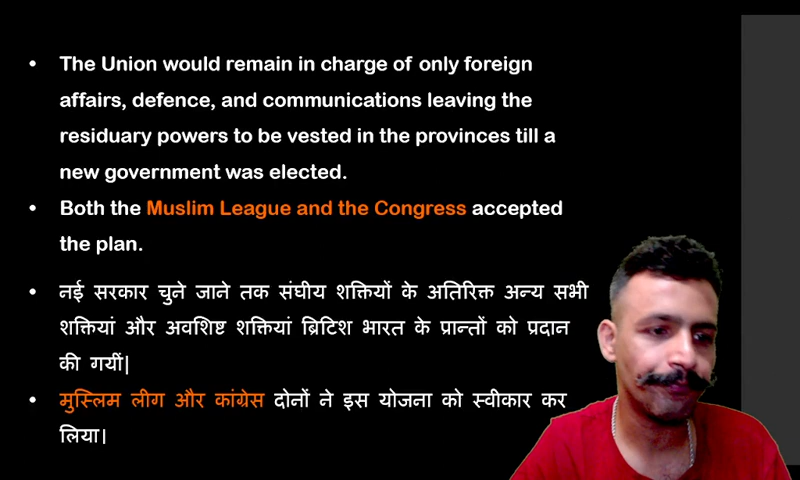 • The Union would remain in charge of only foreign
affairs, defence, and communications leaving the
residuary powers to be vested in the provinces till a
new government was elected.
• Both the Muslim League and the Congress accepted
the plan.
• नई सरकार चुने जाने तक संघीय शक्तियों के अतिरिक्त अन्य सभी
शक्तियां और अवशिष्ट शक्तियां ब्रिटिश भारत के प्रान्तों को प्रदान
की गयीं|
• मुस्लिम लीग और कांग्रेस दोनों ने इस योजना को स्वीकार कर
लिया।